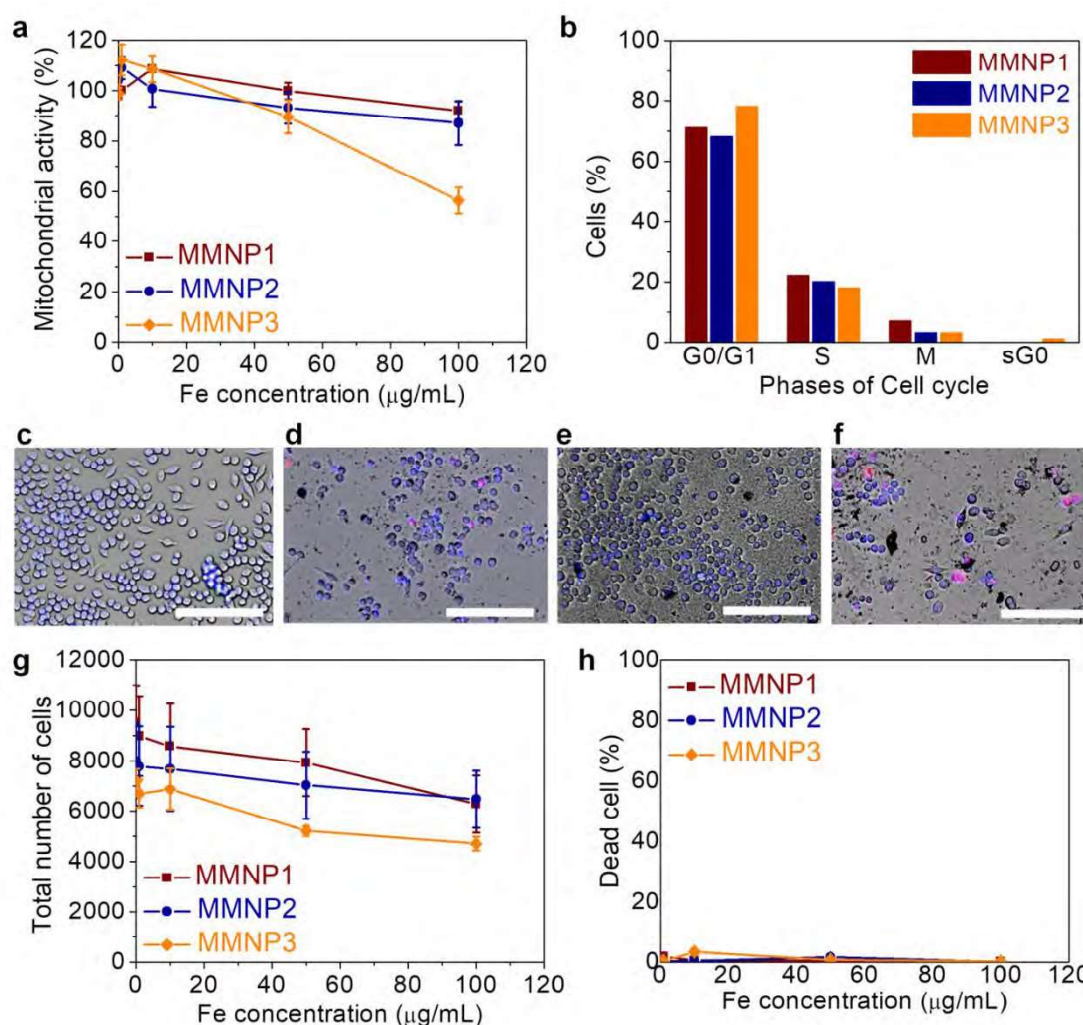 a
120
100
80
60
40
20
0
Mitochondrial activity (%)
MMNP1
MMNP2
MMNP3
0 20 40 60 80 100 120
Fe concentration (μg/mL)
b
100
80
60
40
20
0
Cells (%)
MMNP1
MMNP2
MMNP3
G0/G1 S M sG0
Phases of Cell cycle
c
d
e
f
g
12000
10000
8000
6000
4000
2000
0
Total number of cells
MMNP1
MMNP2
MMNP3
0 20 40 60 80 100 120
Fe concentration (μg/mL)
h
100
80
60
40
20
0
Dead cell (%)
MMNP1
MMNP2
MMNP3
0 20 40 60 80 100 120
Fe concentration (μg/mL)